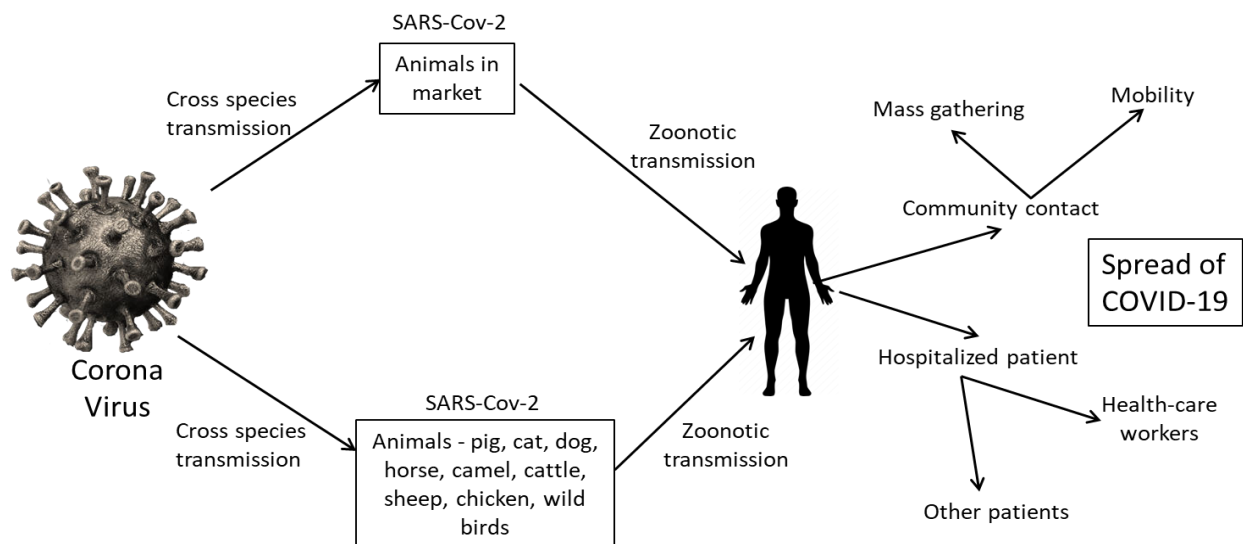 SARS-Cov-2
Animals in
market
Cross species
transmission
Zoonotic
transmission
Mass gathering
Mobility
Community contact
Spread of
COVID-19
Corona
Virus
Hospitalized patient
SARS-Cov-2
Cross species
transmission
Animals - pig, cat, dog,
horse, camel, cattle,
sheep, chicken, wild
birds
Zoonotic
transmission
Health-care
workers
Other patients